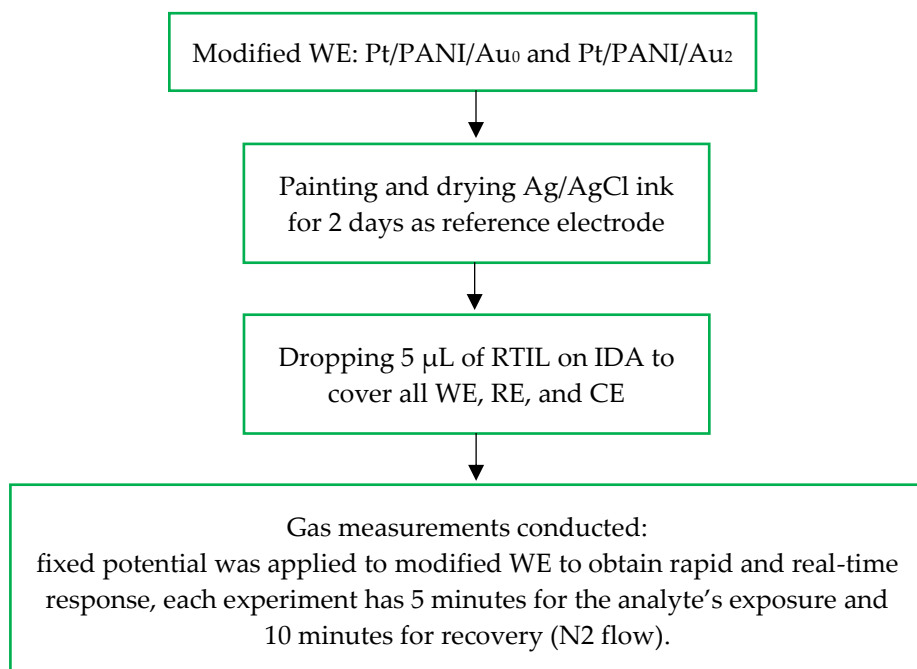 Modified WE: Pt/PANI/Au₀ and Pt/PANI/Au₂
Painting and drying Ag/AgCl ink
for 2 days as reference electrode
Dropping 5 µL of RTIL on IDA to
cover all WE, RE, and CE
Gas measurements conducted:
fixed potential was applied to modified WE to obtain rapid and real-time
response, each experiment has 5 minutes for the analyte’s exposure and
10 minutes for recovery (N2 flow).